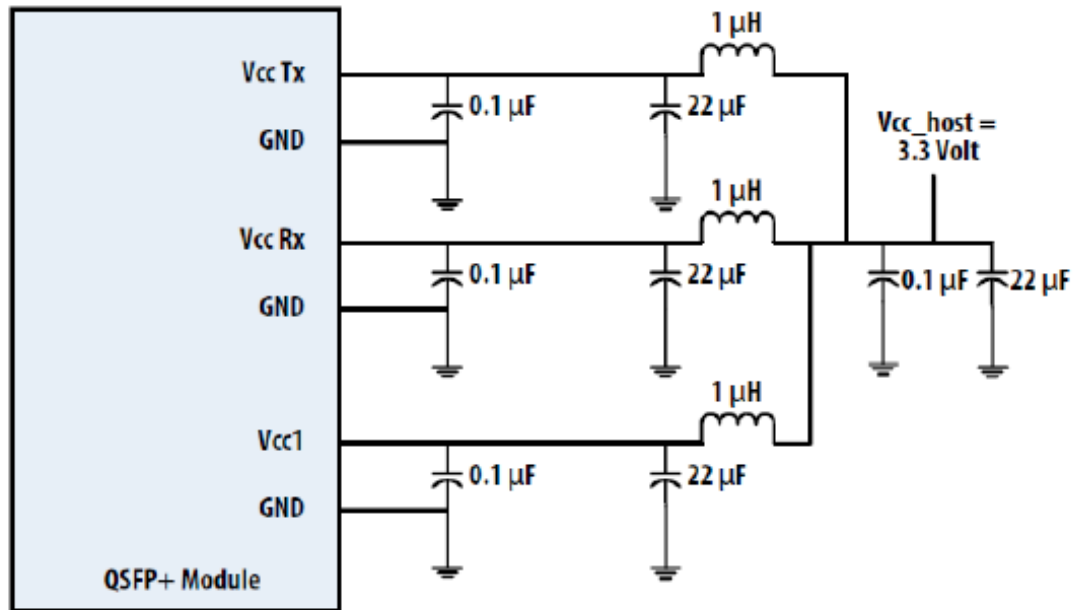 1 µH
Vcc Tx
0.1 µF
22 µF
GND
Vcc_host =
3.3 Volt
1 µH
Vcc Rx
0.1 µF
22 µF
0.1 µF
22 µF
GND
1 µH
Vcc1
0.1 µF
22 µF
GND
QSFP+ Module